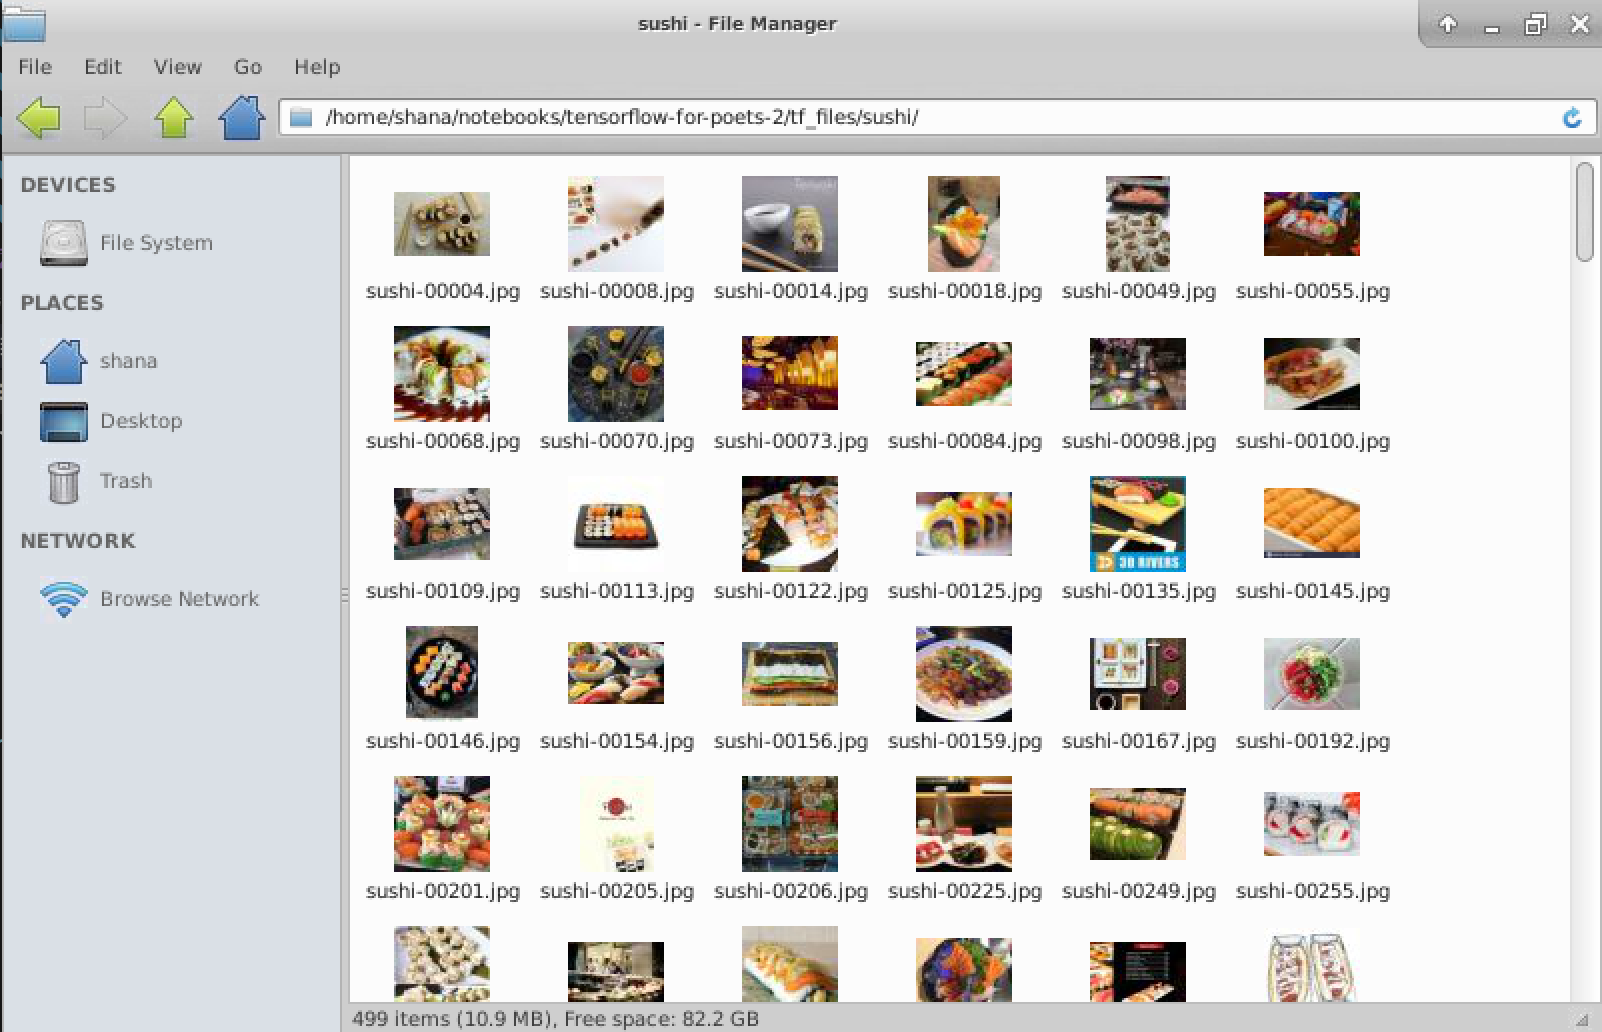 sushi - File Manager
File Edit View Go Help
/home/shana/notebooks/tensorflow-for-poets-2/tf_files/sushi/
DEVICES
File System
PLACES
shana
Desktop
Trash
NETWORK
Browse Network
sushi-00004.jpg sushi-00008.jpg sushi-00014.jpg sushi-00018.jpg sushi-00049.jpg sushi-00055.jpg
sushi-00068.jpg sushi-00070.jpg sushi-00073.jpg sushi-00084.jpg sushi-00098.jpg sushi-00100.jpg
3D RIVERS
sushi-00109.jpg sushi-00113.jpg sushi-00122.jpg sushi-00125.jpg sushi-00135.jpg sushi-00145.jpg
sushi-00146.jpg sushi-00154.jpg sushi-00156.jpg sushi-00159.jpg sushi-00167.jpg sushi-00192.jpg
sushi-00201.jpg sushi-00205.jpg sushi-00206.jpg sushi-00225.jpg sushi-00249.jpg sushi-00255.jpg
499 items (10.9 MB), Free space: 82.2 GB